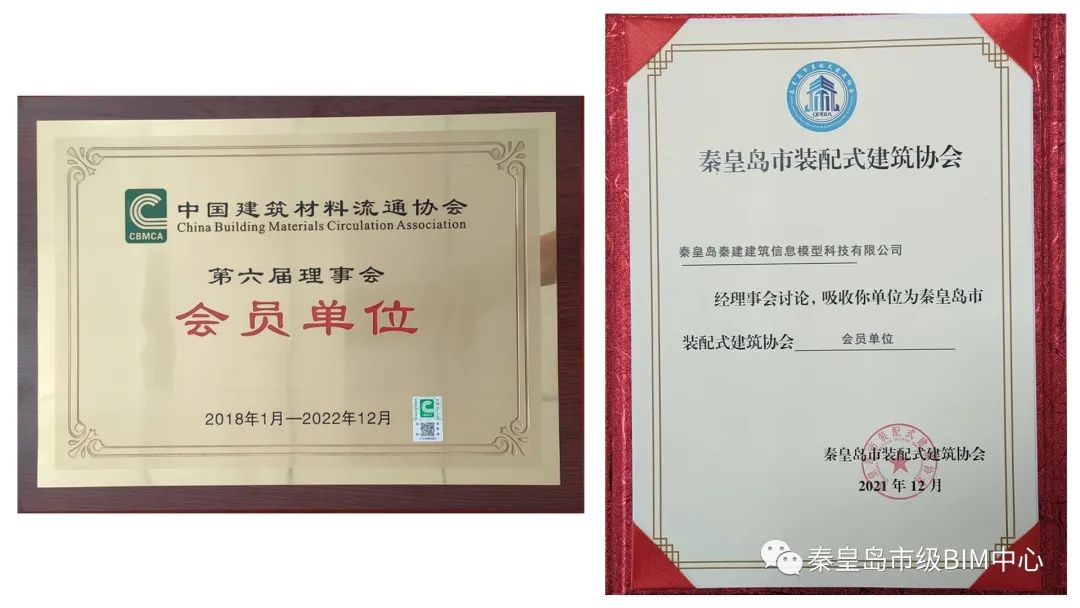 CBMCA
中国建筑材料流通协会
China Building Materials Circulation Association
第六届理事会
会员单位
2018年1月—2022年12月
秦皇岛市装配式建筑协会
秦皇岛秦建建筑信息模型科技有限公司
经理事会讨论，吸收你单位为秦皇岛市
装配式建筑协会 会员单位
秦皇岛市装配式建筑协会
2021 年 12 月
秦皇岛市级BIM中心